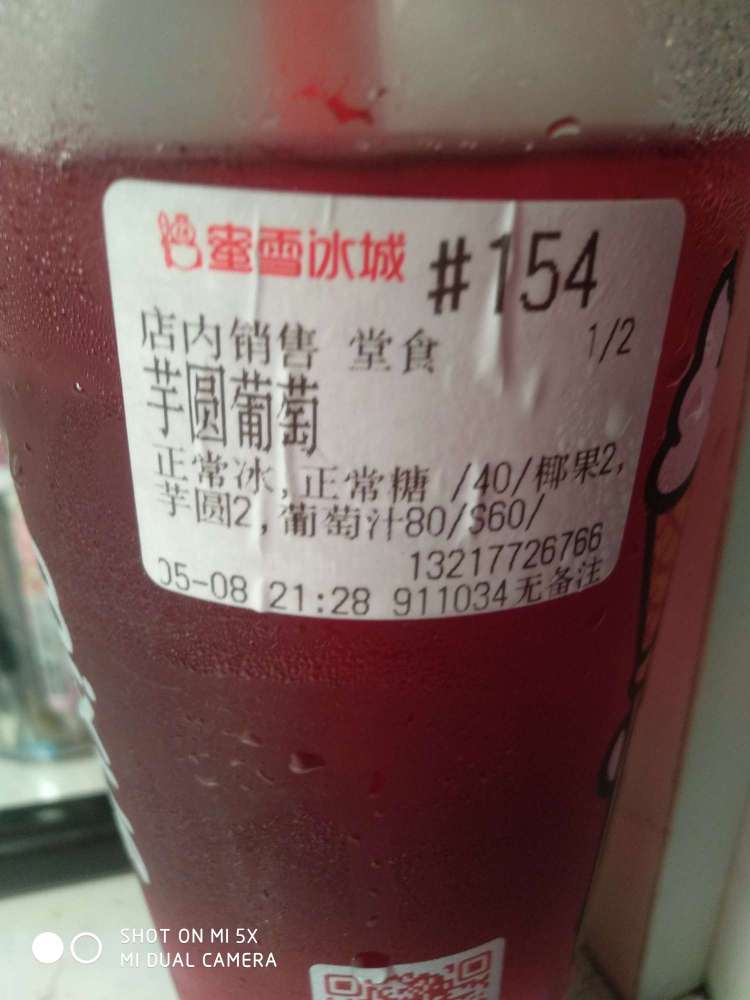 蜜雪冰城 #154
店内销售 堂食 1/2
芋圆葡萄
正常冰,正常糖 /40/椰果2,
芋圆2,葡萄汁80/S60/
13217726766
05-08 21:28 911034无备注
SHOT ON MI 5X
MI DUAL CAMERA